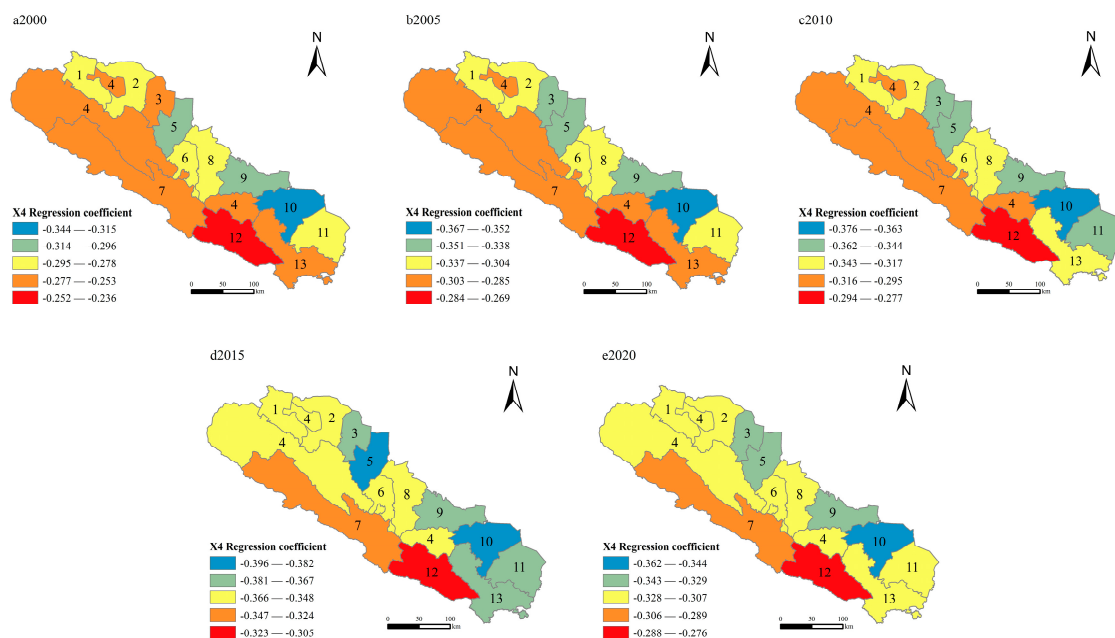 a2000
N
1
4
2
3
4
5
6
8
7
9
4
10
11
12
13
X4 Regression coefficient
-0.344 — -0.315
0.314 0.296
-0.295 — -0.278
-0.277 — -0.253
-0.252 — -0.236
0 100
km
b2005
N
1
4
2
3
4
5
6
8
7
9
4
10
11
12
13
X4 Regression coefficient
-0.367 — -0.352
-0.351 — -0.338
-0.337 — -0.304
-0.303 — -0.285
-0.284 — -0.269
0 100
km
c2010
N
1
4
2
3
4
5
6
8
7
9
4
10
11
12
13
X4 Regression coefficient
-0.376 — -0.363
-0.362 — -0.344
-0.343 — -0.317
-0.316 — -0.295
-0.294 — -0.277
0 100
km
d2015
N
1
4
2
3
4
5
6
8
7
9
4
10
11
12
13
X4 Regression coefficient
-0.396 — -0.382
-0.381 — -0.367
-0.366 — -0.348
-0.347 — -0.324
-0.323 — -0.305
0 100
km
e2020
N
1
4
2
3
4
5
6
8
7
9
4
10
11
12
13
X4 Regression coefficient
-0.362 — -0.344
-0.343 — -0.329
-0.328 — -0.307
-0.306 — -0.289
-0.288 — -0.276
0 100
km